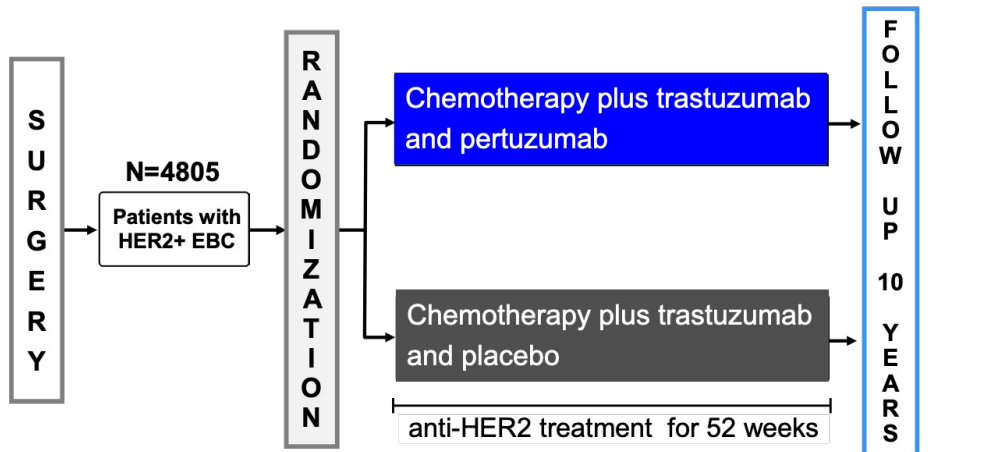 SURGERY
N=4805
Patients with
HER2+ EBC
RANDOMIZATION
Chemotherapy plus trastuzumab
and pertuzumab
Chemotherapy plus trastuzumab
and placebo
anti-HER2 treatment for 52 weeks
FOLLOW UP 10 YEARS